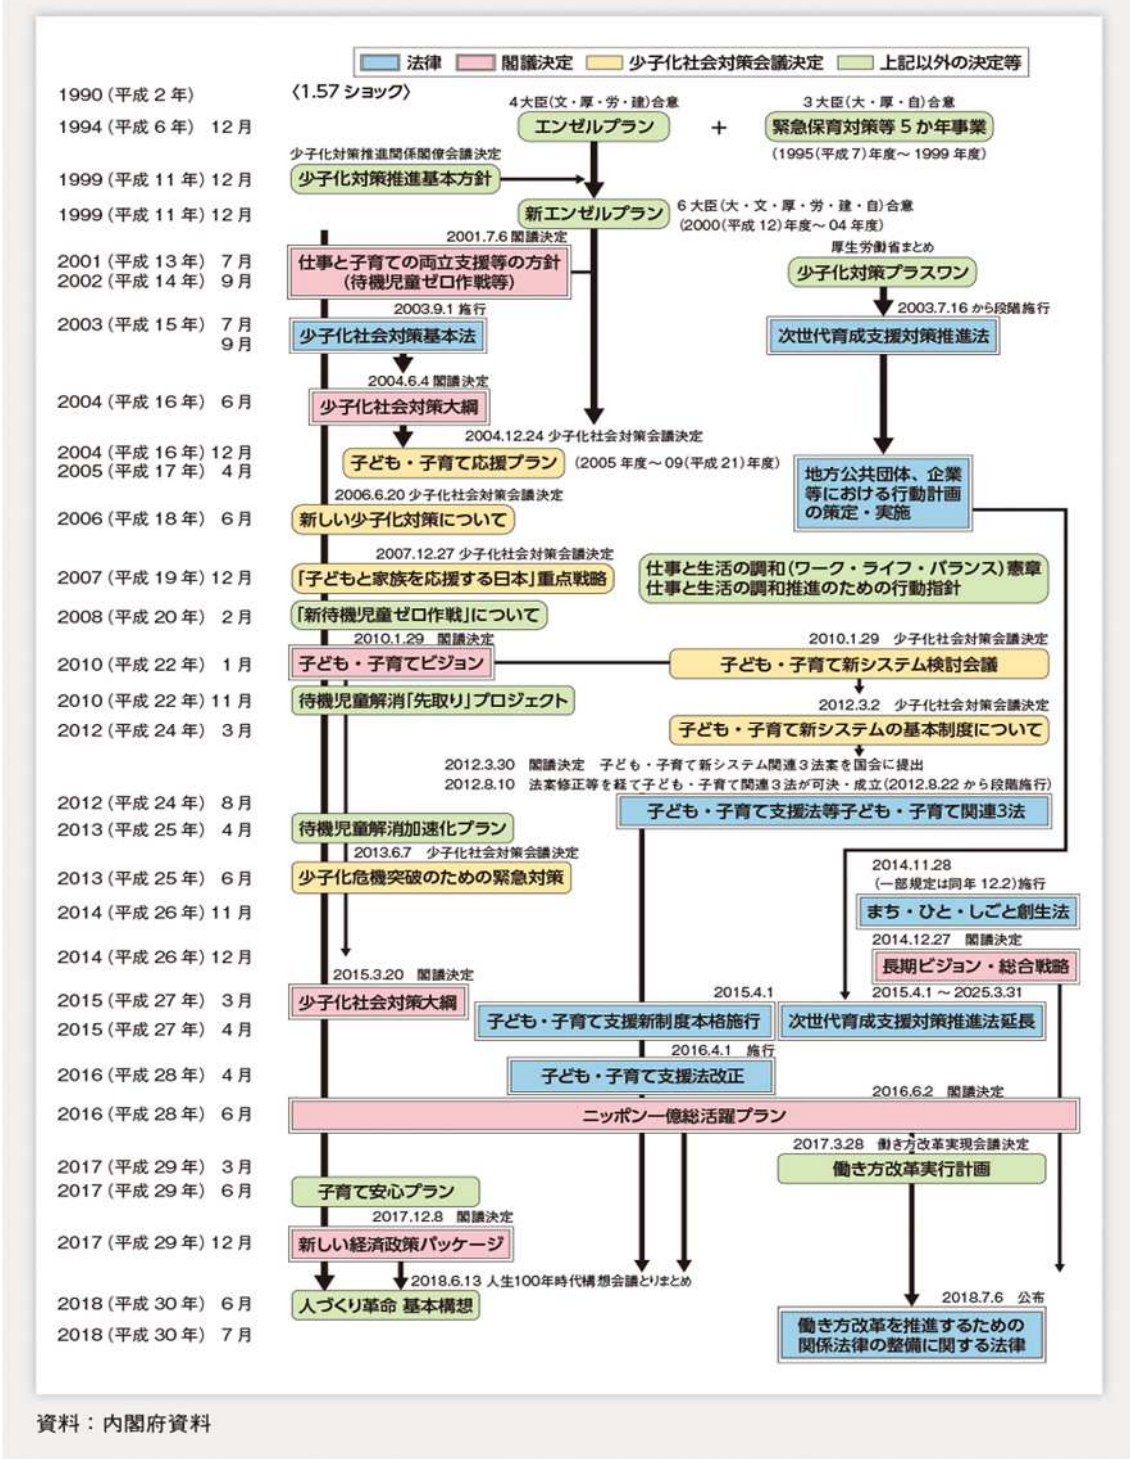 法律 閣議決定 少子化社会対策会議決定 上記以外の決定等
1990(平成2年) 〈1.57ショック〉
4大臣(文・厚・労・建)合意 3大臣(大・厚・自)合意
1994(平成6年) 12月 エンゼルプラン + 緊急保育対策等5か年事業
(1995(平成7)年度～1999年度)
少子化対策推進関係閣僚会議決定
1999(平成11年)12月 少子化対策推進基本方針
1999(平成11年)12月 新エンゼルプラン 6大臣(大・文・厚・労・建・自)合意
(2000(平成12)年度～04年度)
2001.7.6 閣議決定 厚生労働省まとめ
2001(平成13年) 7月 仕事と子育ての両立支援等の方針
2002(平成14年) 9月 (待機児童ゼロ作戦等) 少子化対策プラスワン
2003.9.1 施行 2003.7.16から段階施行
2003(平成15年) 7月 少子化社会対策基本法 次世代育成支援対策推進法
9月
2004.6.4 閣議決定
2004(平成16年) 6月 少子化社会対策大綱
2004.12.24 少子化社会対策会議決定
2004(平成16年)12月 子ども・子育て応援プラン (2005年度～09(平成21)年度)
2005(平成17年) 4月
地方公共団体、企業
等における行動計画
の策定・実施
2006.6.20 少子化社会対策会議決定
2006(平成18年) 6月 新しい少子化対策について
2007.12.27 少子化社会対策会議決定
2007(平成19年)12月 「子どもと家族を応援する日本」重点戦略
仕事と生活の調和(ワーク・ライフ・バランス)憲章
仕事と生活の調和推進のための行動指針
2008(平成20年) 2月 「新待機児童ゼロ作戦」について
2010.1.29 閣議決定 2010.1.29 少子化社会対策会議決定
2010(平成22年) 1月 子ども・子育てビジョン 子ども・子育て新システム検討会議
2010(平成22年)11月 待機児童解消「先取り」プロジェクト
2012.3.2 少子化社会対策会議決定
2012(平成24年) 3月 子ども・子育て新システムの基本制度について
2012.3.30 閣議決定 子ども・子育て新システム関連3法案を国会に提出
2012.8.10 法案修正等を経て子ども・子育て関連3法が可決・成立(2012.8.22から段階施行)
2012(平成24年) 8月 子ども・子育て支援法等子ども・子育て関連3法
2013(平成25年) 4月 待機児童解消加速化プラン
2013.6.7 少子化社会対策会議決定
2013(平成25年) 6月 少子化危機突破のための緊急対策
2014.11.28
(一部規定は同年12.2)施行
2014(平成26年)11月 まち・ひと・しごと創生法
2014.12.27 閣議決定
2014(平成26年)12月 長期ビジョン・総合戦略
2015.3.20 閣議決定
2015(平成27年) 3月 少子化社会対策大綱
2015.4.1 2015.4.1～2025.3.31
2015(平成27年) 4月 子ども・子育て支援新制度本格施行 次世代育成支援対策推進法延長
2016.4.1 施行
2016(平成28年) 4月 子ども・子育て支援法改正
2016.6.2 閣議決定
2016(平成28年) 6月 ニッポン一億総活躍プラン
2017.3.28 働き方改革実現会議決定
2017(平成29年) 3月 働き方改革実行計画
2017(平成29年) 6月 子育て安心プラン
2017.12.8 閣議決定
2017(平成29年)12月 新しい経済政策パッケージ
2018.6.13 人生100年時代構想会議とりまとめ
2018(平成30年) 6月 人づくり革命 基本構想
2018.7.6 公布
2018(平成30年) 7月 働き方改革を推進するための
関係法律の整備に関する法律
資料：内閣府資料